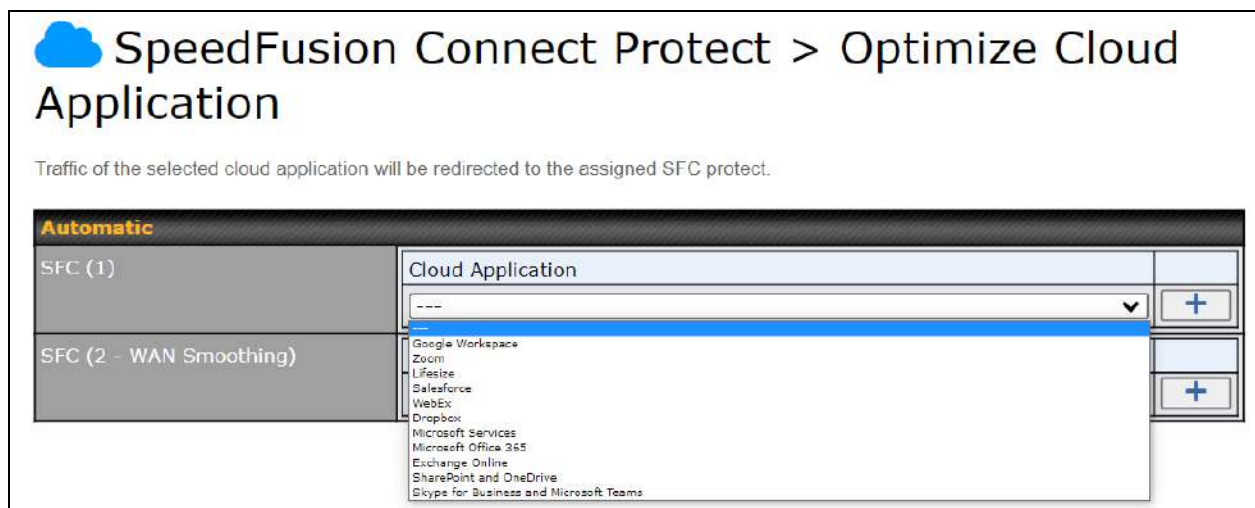 SpeedFusion Connect Protect > Optimize Cloud
Application
Traffic of the selected cloud application will be redirected to the assigned SFC protect.
Automatic
SFC (1)
Cloud Application
---
+
---
Google Workspace
Zoom
Lifesize
Salesforce
WebEx
Dropbox
Microsoft Services
Microsoft Office 365
Exchange Online
SharePoint and OneDrive
Skype for Business and Microsoft Teams
SFC (2 - WAN Smoothing)
+